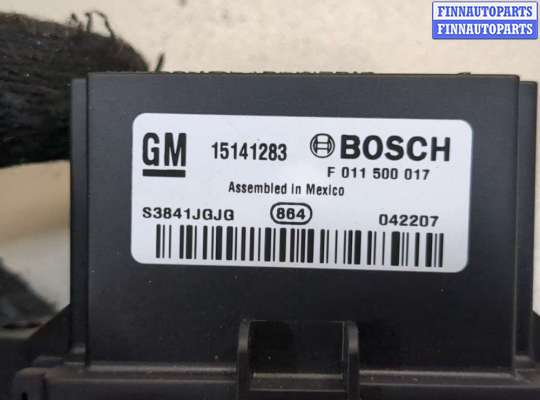 FINNAUTOPARTS
FINNAUTOPARTS
GM 15141283 BOSCH
F 011 500 017
Assembled in Mexico
S3841JGJG 864 042207